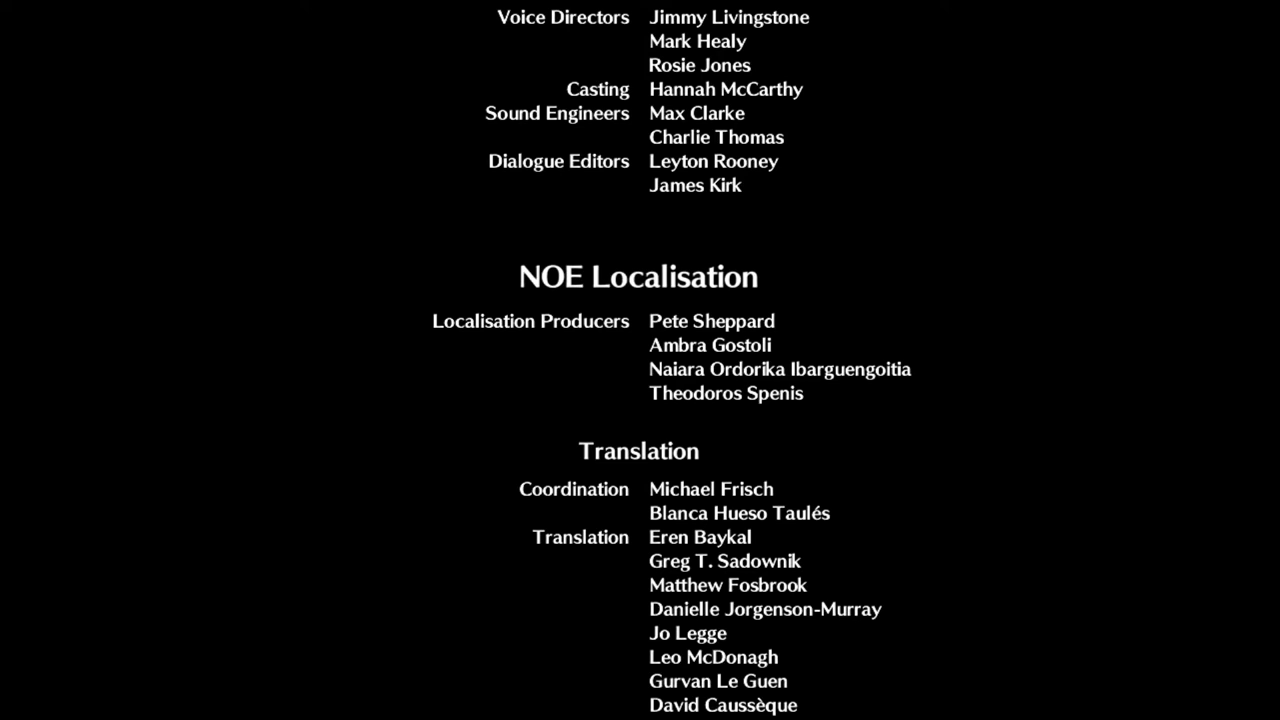 Voice Directors Jimmy Livingstone
Mark Healy
Rosie Jones
Casting Hannah McCarthy
Sound Engineers Max Clarke
Charlie Thomas
Dialogue Editors Leyton Rooney
James Kirk
NOE Localisation
Localisation Producers Pete Sheppard
Ambra Gostoli
Naiara Ordorika Ibarguengoitia
Theodoros Spenis
Translation
Coordination Michael Frisch
Blanca Hueso Taulés
Translation Eren Baykal
Greg T. Sadownik
Matthew Fosbrook
Danielle Jorgenson-Murray
Jo Legge
Leo McDonagh
Gurvan Le Guen
David Caussèque